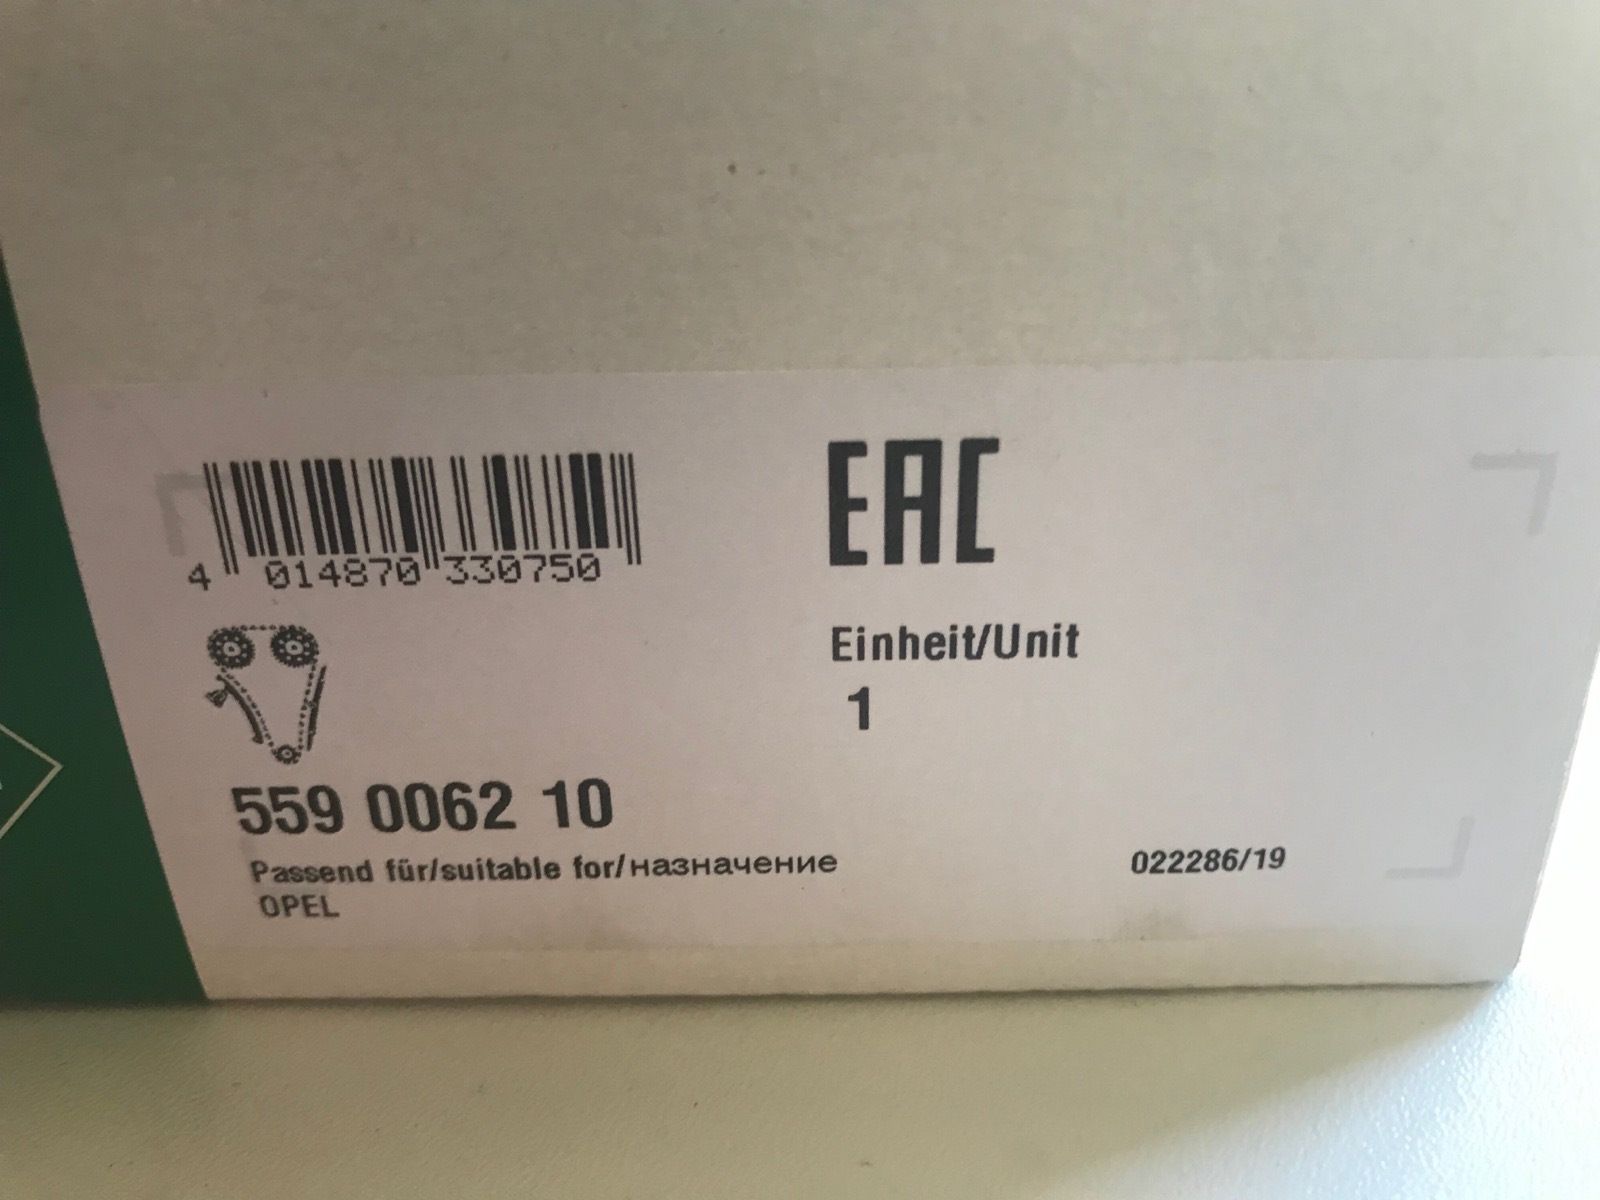 EAC
4 014870 330750
Einheit/Unit
1
559 0062 10
Passend für/suitable for/назначение
022286/19
OPEL